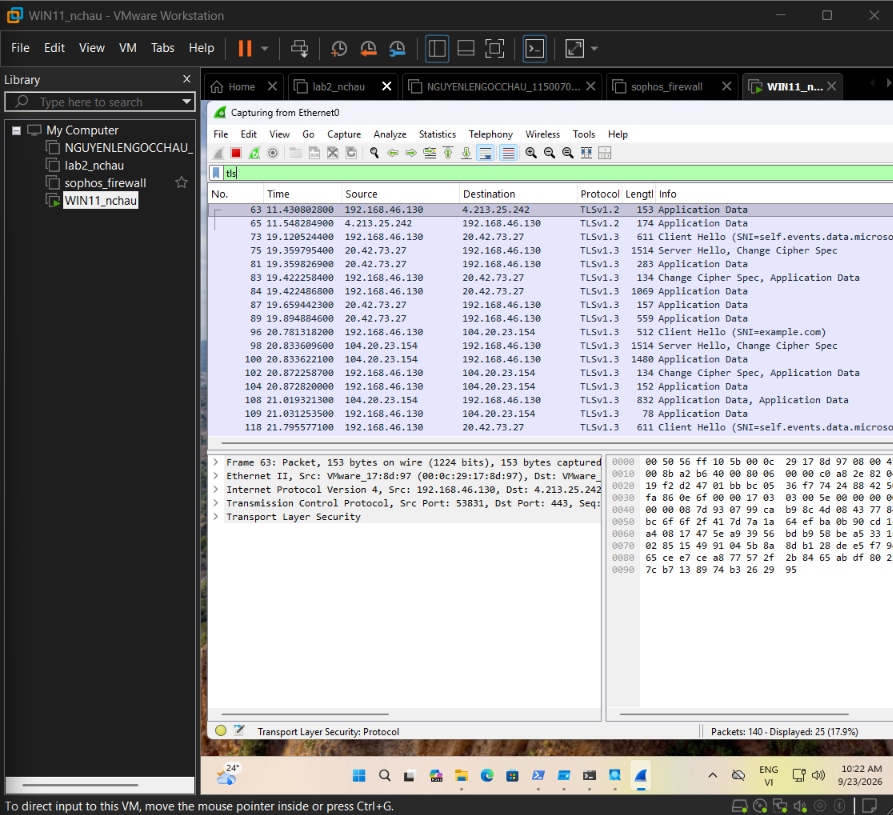 WIN11_nchau - VMware Workstation
File Edit View VM Tabs Help
Library
Type here to search
My Computer
NGUYENLENGOCCHAU_
lab2_nchau
sophos_firewall
WIN11_nchau
Home lab2_nchau NGUYENLENGOCCHAU_1150070... sophos_firewall WIN11_n...
Capturing from Ethernet0
File Edit View Go Capture Analyze Statistics Telephony Wireless Tools Help
tls
No. Time Source Destination Protocol Lengtl Info
63 11.430802800 192.168.46.130 4.213.25.242 TLSv1.2 153 Application Data
65 11.548284900 4.213.25.242 192.168.46.130 TLSv1.2 174 Application Data
73 19.120524400 192.168.46.130 20.42.73.27 TLSv1.3 611 Client Hello (SNI=self.events.data.microso
75 19.359795400 20.42.73.27 192.168.46.130 TLSv1.3 1514 Server Hello, Change Cipher Spec
81 19.359826900 20.42.73.27 192.168.46.130 TLSv1.3 283 Application Data
83 19.422258400 192.168.46.130 20.42.73.27 TLSv1.3 134 Change Cipher Spec, Application Data
84 19.422486800 192.168.46.130 20.42.73.27 TLSv1.3 1069 Application Data
87 19.659442300 20.42.73.27 192.168.46.130 TLSv1.3 157 Application Data
89 19.894884600 20.42.73.27 192.168.46.130 TLSv1.3 559 Application Data
96 20.781318200 192.168.46.130 104.20.23.154 TLSv1.3 512 Client Hello (SNI=example.com)
98 20.833609600 104.20.23.154 192.168.46.130 TLSv1.3 1514 Server Hello, Change Cipher Spec
100 20.833622100 104.20.23.154 192.168.46.130 TLSv1.3 1480 Application Data
102 20.872258700 192.168.46.130 104.20.23.154 TLSv1.3 134 Change Cipher Spec, Application Data
104 20.872820000 192.168.46.130 104.20.23.154 TLSv1.3 152 Application Data
108 21.019321300 104.20.23.154 192.168.46.130 TLSv1.3 832 Application Data, Application Data
109 21.031253500 192.168.46.130 104.20.23.154 TLSv1.3 78 Application Data
118 21.795577100 192.168.46.130 20.42.73.27 TLSv1.3 611 Client Hello (SNI=self.events.data.microso
Frame 63: Packet, 153 bytes on wire (1224 bits), 153 bytes captured
Ethernet II, Src: VMware_17:8d:97 (00:0c:29:17:8d:97), Dst: VMware_
Internet Protocol Version 4, Src: 192.168.46.130, Dst: 4.213.25.242
Transmission Control Protocol, Src Port: 53831, Dst Port: 443, Seq:
Transport Layer Security
0000 00 50 56 ff 10 5b 00 0c 29 17 8d 97 08 00 4
0010 00 8b a2 b6 40 00 80 06 00 00 c0 a8 2e 82 0
0020 19 f2 d2 47 01 bb bc 05 36 f7 74 24 88 42 5
0030 fa 86 0e 6f 00 00 17 03 03 00 5e 00 00 00 0
0040 00 00 08 7d 93 07 99 ca b9 8c 4d 08 43 77 8
0050 bc 6f 6f 2f 41 7d 7a 1a 64 ef ba 0b 90 cd 1
0060 a4 08 17 47 5e a9 39 56 bd b9 58 be a5 33 1
0070 02 85 15 49 91 04 5b 8a 8d b1 28 de e5 f7 9
0080 65 ce e7 ce a8 77 57 2f 2b 84 65 ab df 80 2
0090 7c b7 13 89 74 b3 26 29 95
Transport Layer Security: Protocol
Packets: 140 · Displayed: 25 (17.9%)
24°
ENG
VI
10:22 AM
9/23/2026
To direct input to this VM, move the mouse pointer inside or press Ctrl+G.